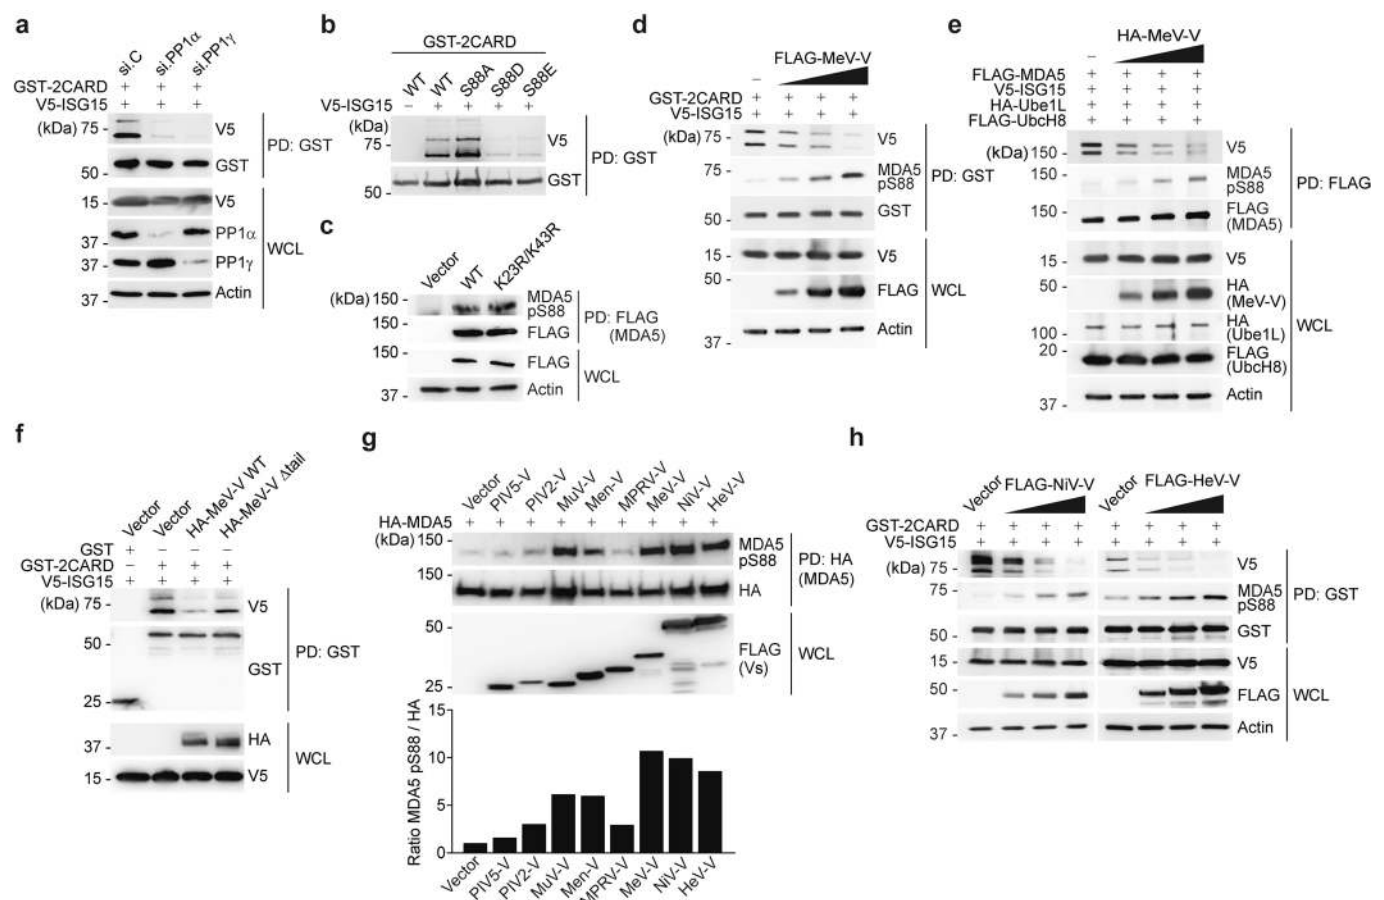 a
si.C
si.PP1α
si.PP1γ
GST-2CARD + + +
V5-ISG15 + + +
(kDa) 75 - V5
50 - GST
PD: GST
15 - V5
37 - PP1α
37 - PP1γ
37 - Actin
WCL
b
GST-2CARD
WT
WT
S88A
S88D
S88E
V5-ISG15 − + + + +
(kDa)
75 - V5
50 - GST
PD: GST
c
Vector
WT
K23R/K43R
(kDa) 150 - MDA5
pS88
150 - FLAG
PD: FLAG
(MDA5)
150 - FLAG
37 - Actin
WCL
d
FLAG-MeV-V
−
GST-2CARD + + + +
V5-ISG15 + + + +
(kDa) 75 - V5
75 - MDA5
pS88
50 - GST
PD: GST
15 - V5
50 - FLAG
37 - Actin
WCL
e
HA-MeV-V
−
FLAG-MDA5 + + + +
V5-ISG15 + + + +
HA-Ube1L + + + +
FLAG-UbcH8 + + + +
(kDa) 150 - V5
150 - MDA5
pS88
150 - FLAG
(MDA5)
PD: FLAG
15 - V5
50 - HA
(MeV-V)
100 - HA
(Ube1L)
20 - FLAG
(UbcH8)
37 - Actin
WCL
f
Vector
Vector
HA-MeV-V WT
HA-MeV-V Δtail
GST + − − −
GST-2CARD − + + +
V5-ISG15 + + + +
(kDa) 75 - V5
50 -
GST
25 -
PD: GST
37 - HA
15 - V5
WCL
g
Vector
PIV5-V
PIV2-V
MuV-V
Men-V
MPRV-V
MeV-V
NiV-V
HeV-V
HA-MDA5 + + + + + + + + +
(kDa) 150 - MDA5
pS88
150 - HA
PD: HA
(MDA5)
50 -
FLAG
(Vs)
25 -
WCL
Ratio MDA5 pS88 / HA
15
10
5
0
Vector
PIV5-V
PIV2-V
MuV-V
Men-V
MPRV-V
MeV-V
NiV-V
HeV-V
h
Vector
FLAG-NiV-V
Vector
FLAG-HeV-V
GST-2CARD + + + + + + + +
V5-ISG15 + + + + + + + +
(kDa) 75 - V5
75 - MDA5
pS88
50 - GST
PD: GST
15 - V5
50 - FLAG
37 - Actin
WCL